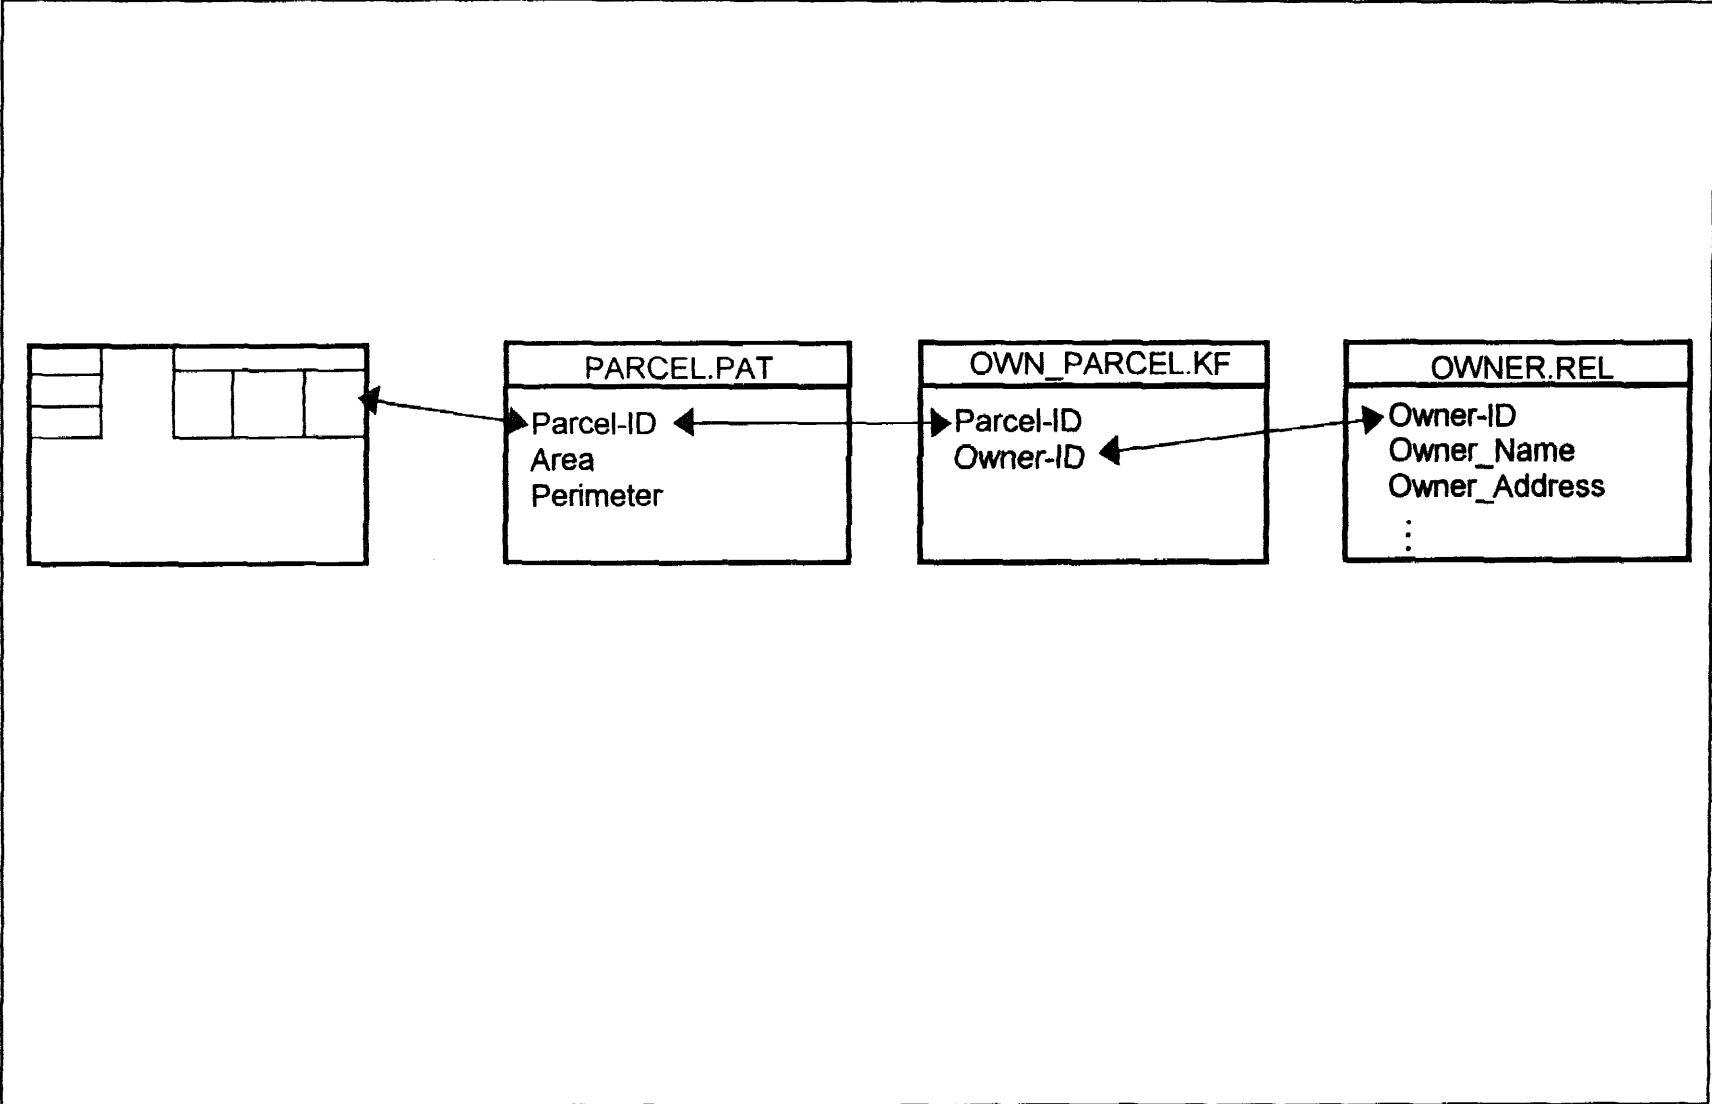 PARCEL.PAT
Parcel-ID
Area
Perimeter
OWN_PARCEL.KF
Parcel-ID
Owner-ID
OWNER.REL
Owner-ID
Owner_Name
Owner_Address